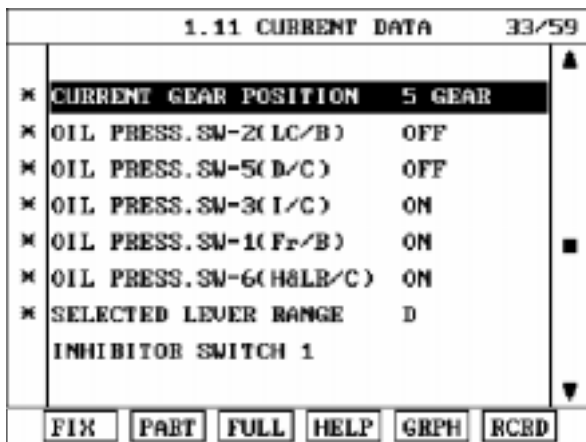 1.11 CURRENT DATA 33/59
* CURRENT GEAR POSITION 5 GEAR
* OIL PRESS.SW-2(LC/B) OFF
* OIL PRESS.SW-5(D/C) OFF
* OIL PRESS.SW-3(I/C) ON
* OIL PRESS.SW-1(Fr/B) ON
* OIL PRESS.SW-6(H&LR/C) ON
* SELECTED LEVER RANGE D
INHIBITOR SWITCH 1
FIX PART FULL HELP GRPH RCRD